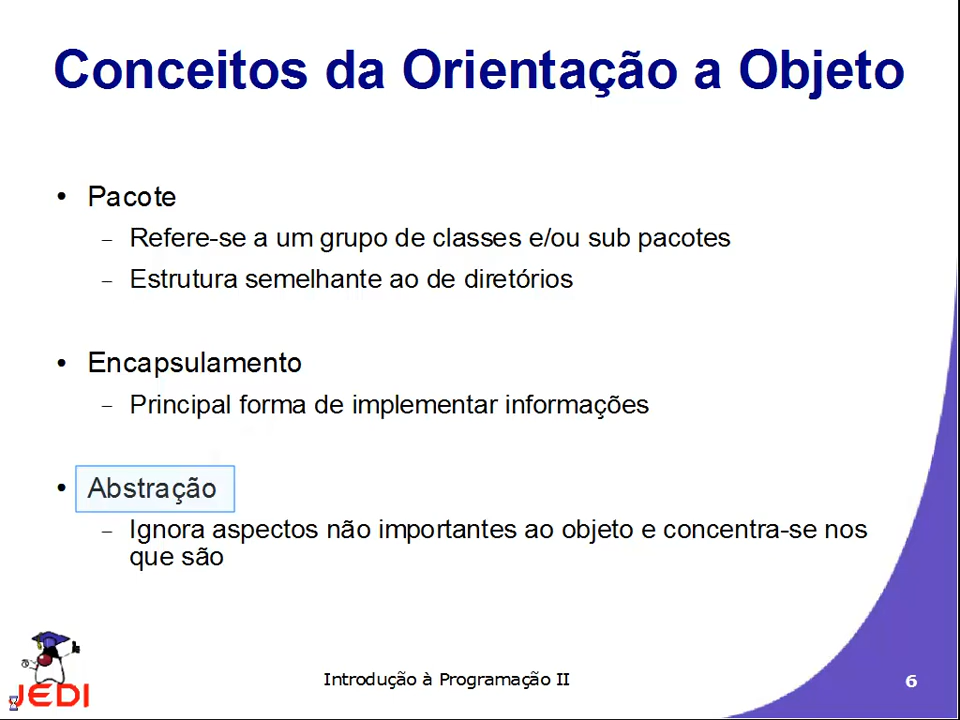 Conceitos da Orientação a Objeto
• Pacote
– Refere-se a um grupo de classes e/ou sub pacotes
– Estrutura semelhante ao de diretórios
• Encapsulamento
– Principal forma de implementar informações
• Abstração
– Ignora aspectos não importantes ao objeto e concentra-se nos
que são
JEDI
Introdução à Programação II
6